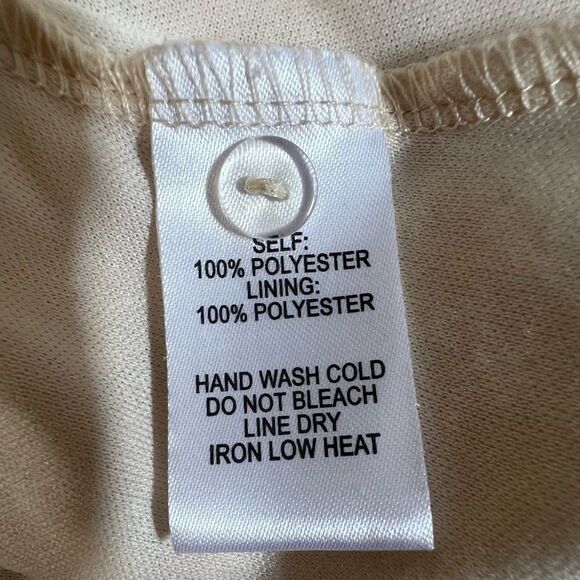 SELF:
100% POLYESTER
LINING:
100% POLYESTER
HAND WASH COLD
DO NOT BLEACH
LINE DRY
IRON LOW HEAT